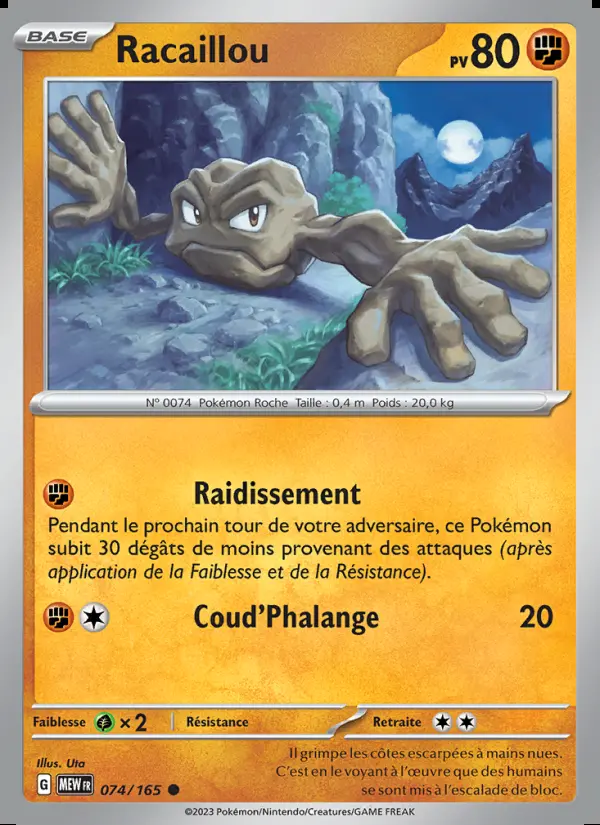 BASE Racaillou PV 80
N° 0074 Pokémon Roche Taille : 0,4 m Poids : 20,0 kg
Raidissement
Pendant le prochain tour de votre adversaire, ce Pokémon
subit 30 dégâts de moins provenant des attaques (après
application de la Faiblesse et de la Résistance).
Coud'Phalange 20
Faiblesse ×2 Résistance Retraite
Il grimpe les côtes escarpées à mains nues.
C'est en le voyant à l'œuvre que des humains
se sont mis à l'escalade de bloc.
Illus. Uta
G MEW FR 074/165
©2023 Pokémon/Nintendo/Creatures/GAME FREAK